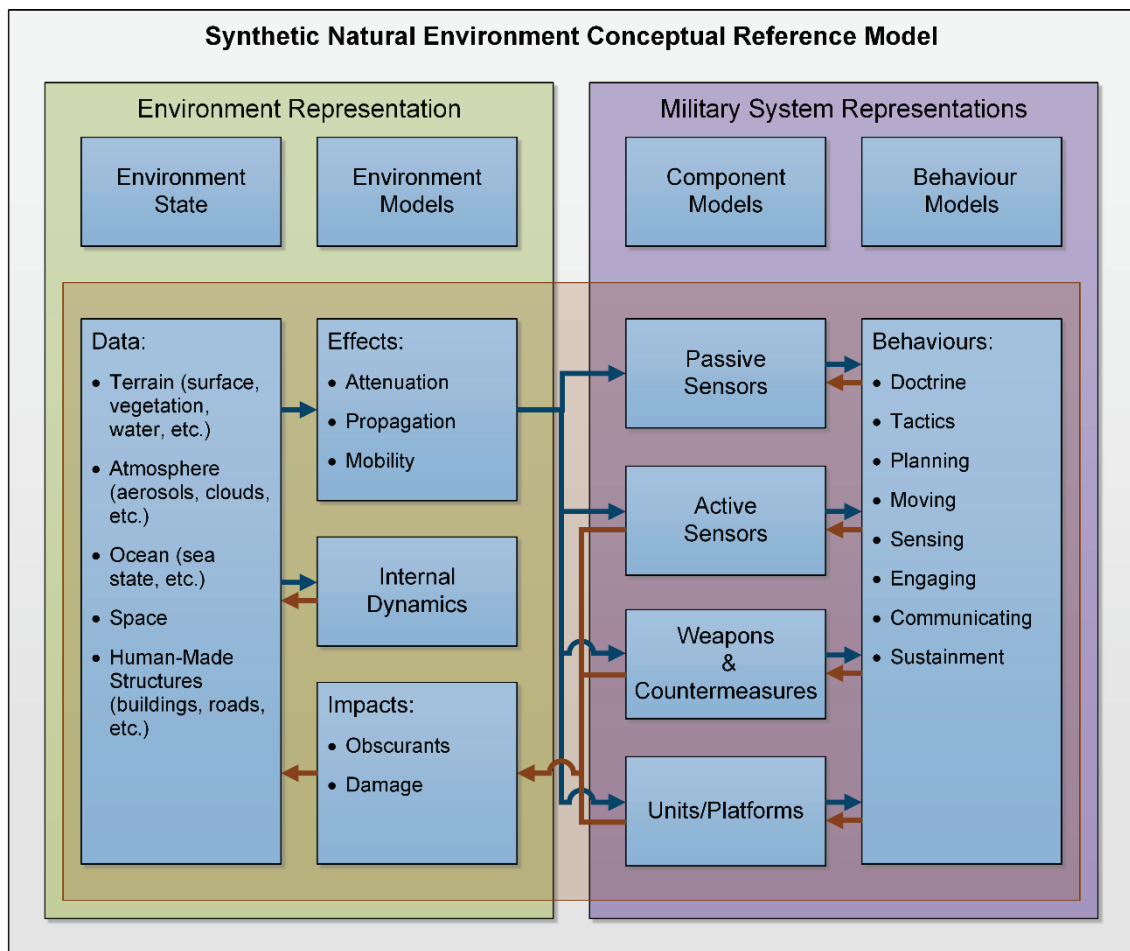 Synthetic Natural Environment Conceptual Reference Model
Environment Representation
Environment
State
Environment
Models
Data:
• Terrain (surface,
vegetation,
water, etc.)
• Atmosphere
(aerosols, clouds,
etc.)
• Ocean (sea
state, etc.)
• Space
• Human-Made
Structures
(buildings, roads,
etc.)
Effects:
• Attenuation
• Propagation
• Mobility
Internal
Dynamics
Impacts:
• Obscurants
• Damage
Military System Representations
Component
Models
Behaviour
Models
Passive
Sensors
Active
Sensors
Weapons
&
Countermeasures
Units/Platforms
Behaviours:
• Doctrine
• Tactics
• Planning
• Moving
• Sensing
• Engaging
• Communicating
• Sustainment